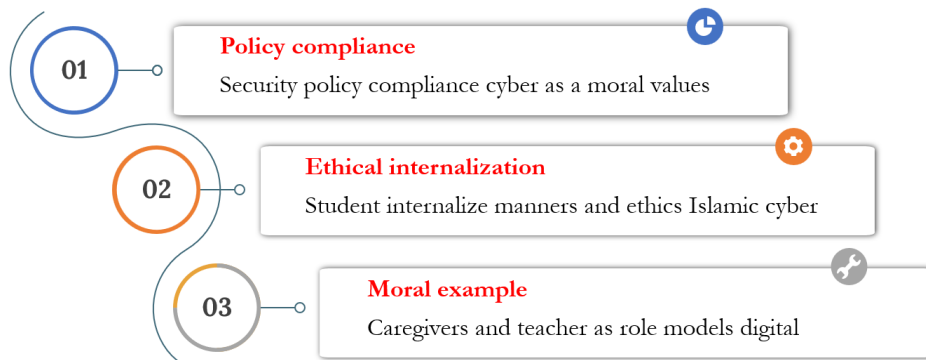 01
Policy compliance
Security policy compliance cyber as a moral values
02
Ethical internalization
Student internalize manners and ethics Islamic cyber
03
Moral example
Caregivers and teacher as role models digital